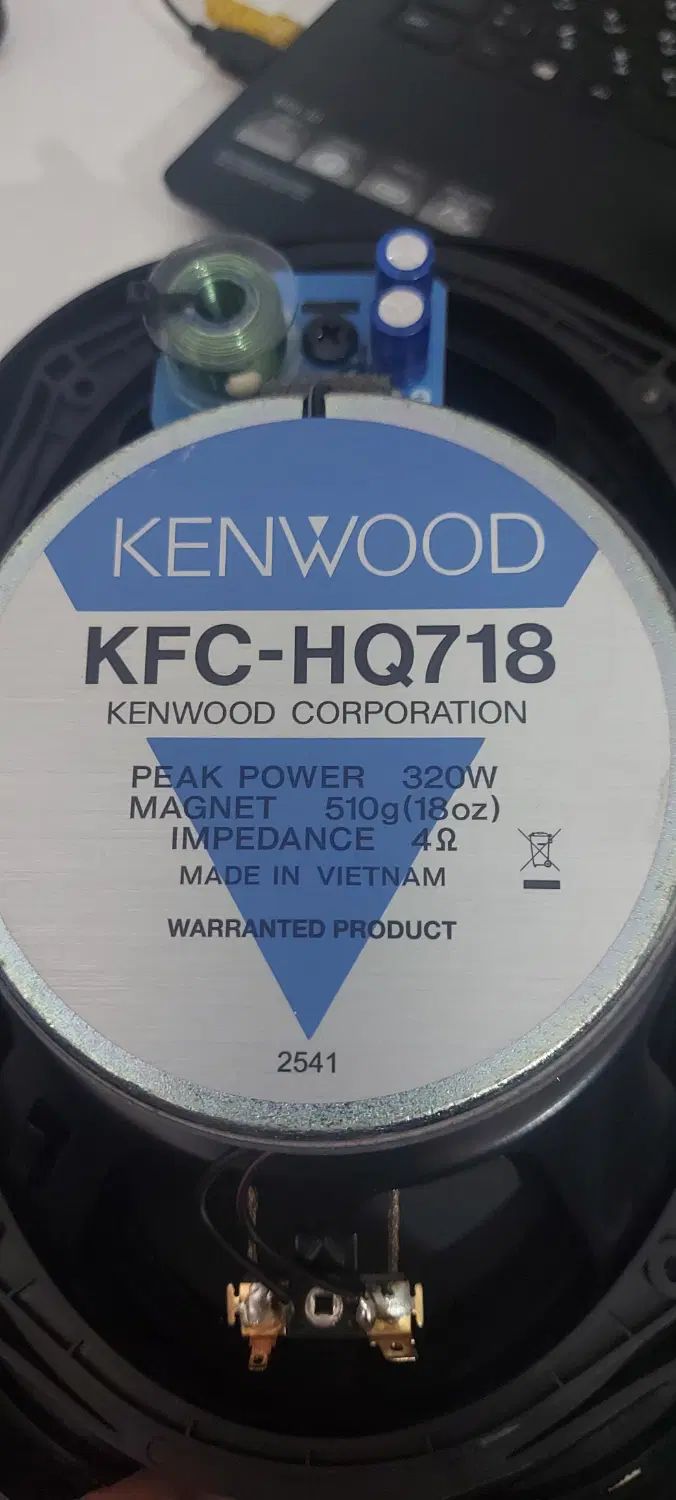 KENWOOD
KFC-HQ718
KENWOOD CORPORATION
PEAK POWER 320W
MAGNET 510g(18oz)
IMPEDANCE 4Ω
MADE IN VIETNAM
WARRANTED PRODUCT
2541